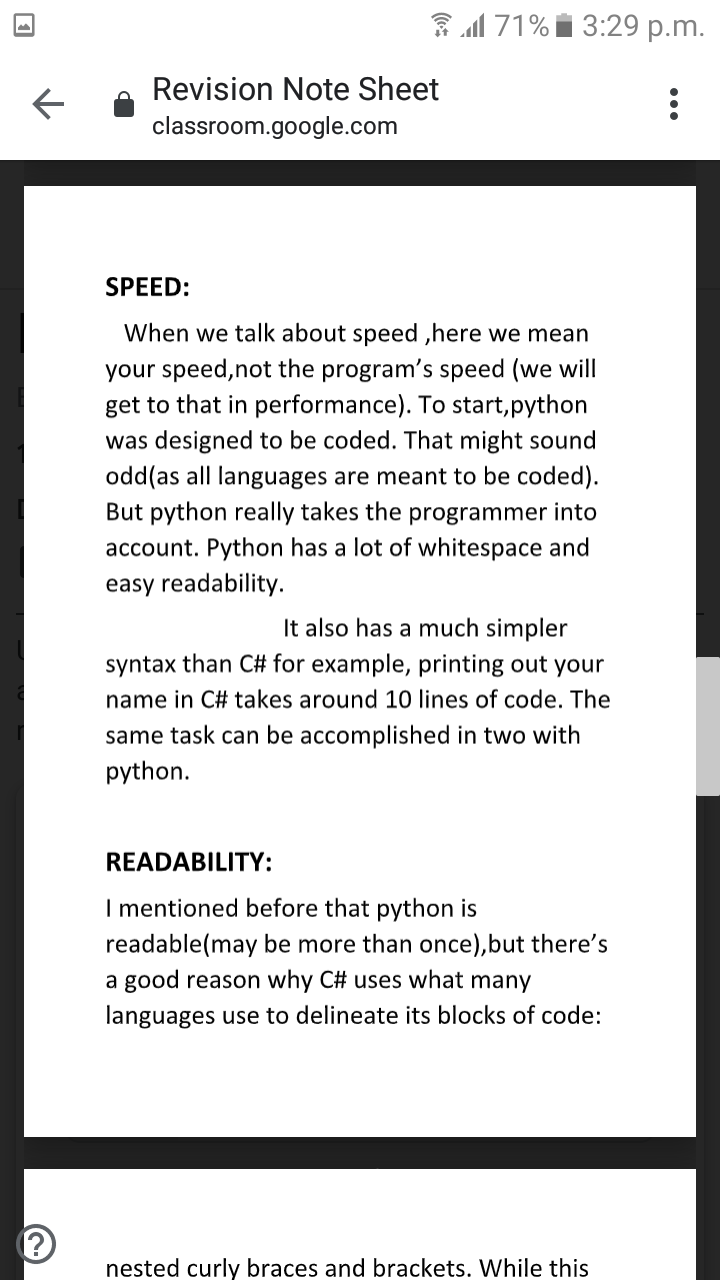 71% 3:29 p.m.
Revision Note Sheet
classroom.google.com
SPEED:
When we talk about speed ,here we mean
your speed,not the program's speed (we will
get to that in performance). To start,python
was designed to be coded. That might sound
odd(as all languages are meant to be coded).
But python really takes the programmer into
account. Python has a lot of whitespace and
easy readability.
It also has a much simpler
syntax than C# for example, printing out your
name in C# takes around 10 lines of code. The
same task can be accomplished in two with
python.
READABILITY:
I mentioned before that python is
readable(may be more than once),but there's
a good reason why C# uses what many
languages use to delineate its blocks of code:
nested curly braces and brackets. While this